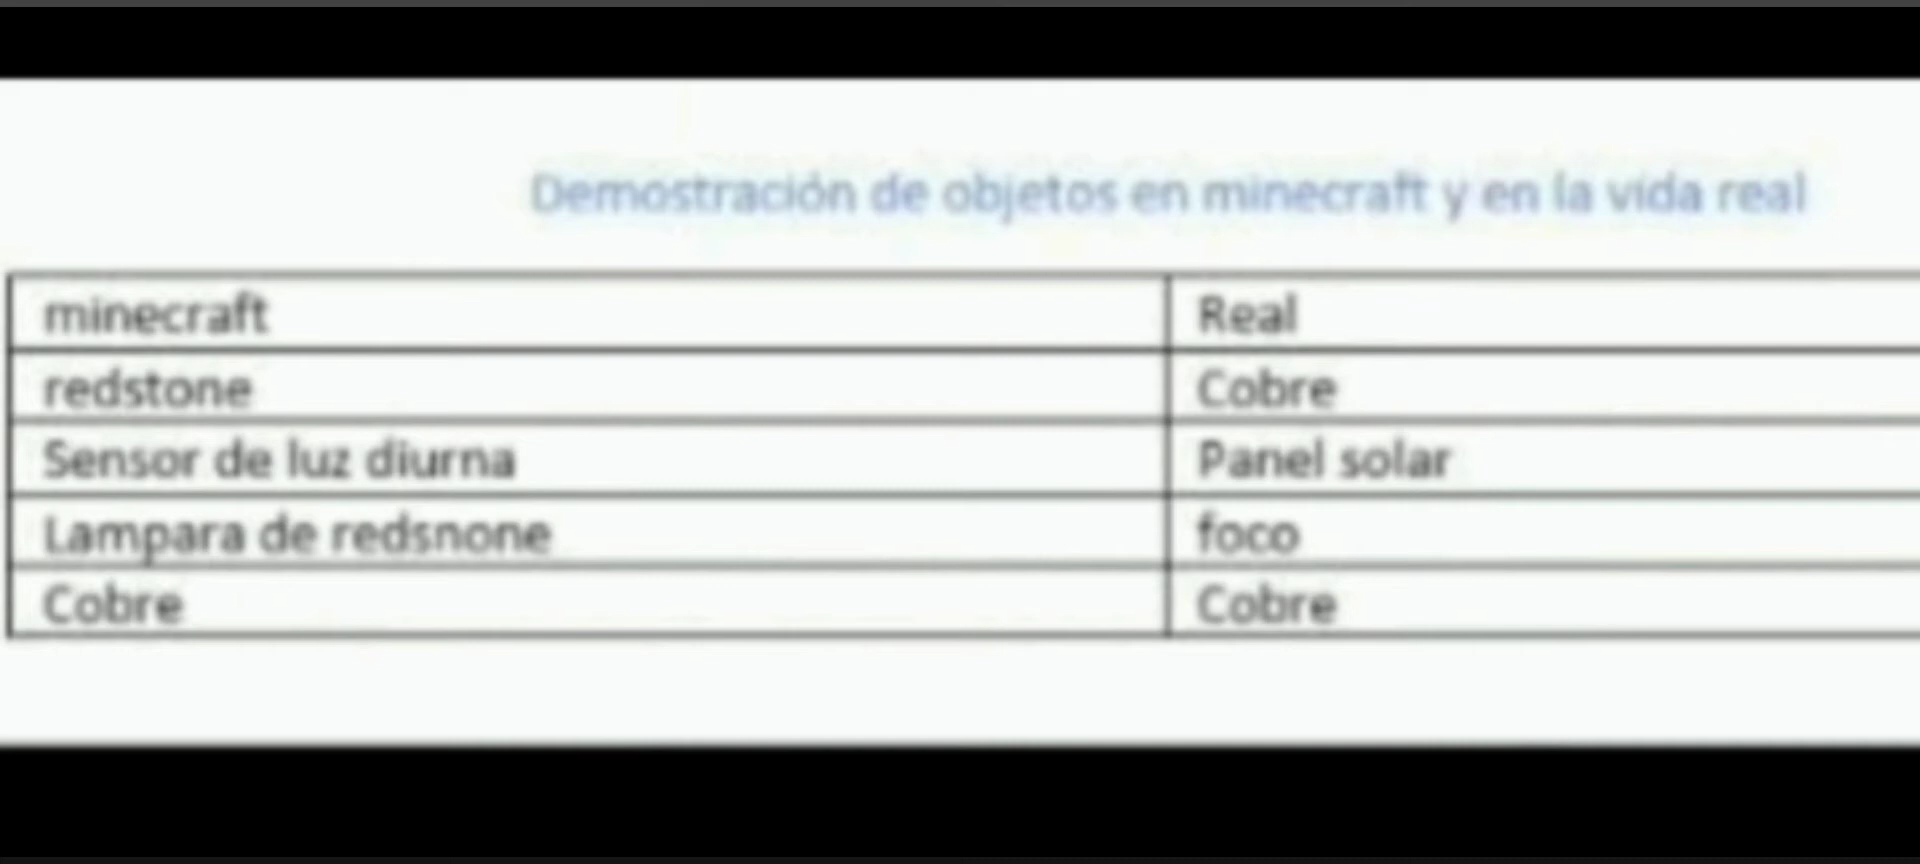 Demostración de objetos en minecraft y en la vida real
minecraft Real
redstone Cobre
Sensor de luz diurna Panel solar
Lampara de redsnone foco
Cobre Cobre